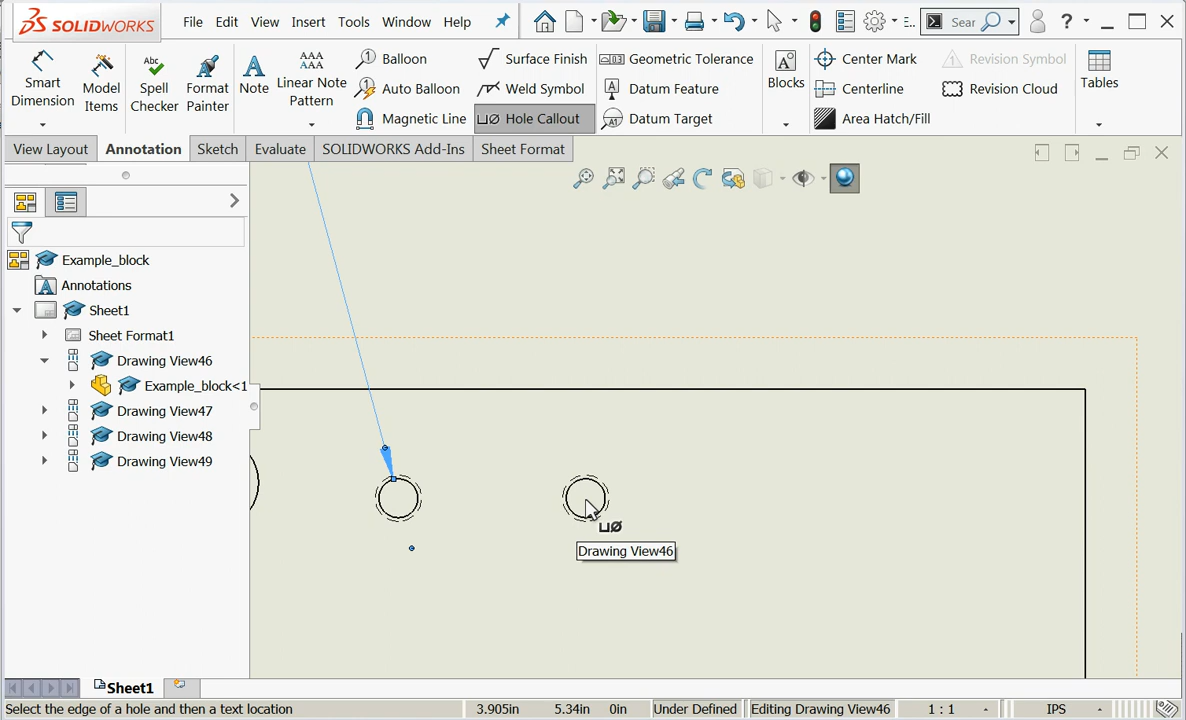 SOLIDWORKS
File Edit View Insert Tools Window Help
Sear
Smart Dimension
Model Items
Abc
Spell Checker
Format Painter
A
Note
AAA
AAA
Linear Note Pattern
Balloon
Auto Balloon
Magnetic Line
Surface Finish
Weld Symbol
Hole Callout
Geometric Tolerance
Datum Feature
Datum Target
Blocks
Center Mark
Centerline
Area Hatch/Fill
Revision Symbol
Revision Cloud
Tables
View Layout
Annotation
Sketch
Evaluate
SOLIDWORKS Add-Ins
Sheet Format
Example_block
Annotations
Sheet1
Sheet Format1
Drawing View46
Example_block<1
Drawing View47
Drawing View48
Drawing View49
Drawing View46
Sheet1
Select the edge of a hole and then a text location
3.905in
5.34in
0in
Under Defined
Editing Drawing View46
1 : 1
IPS